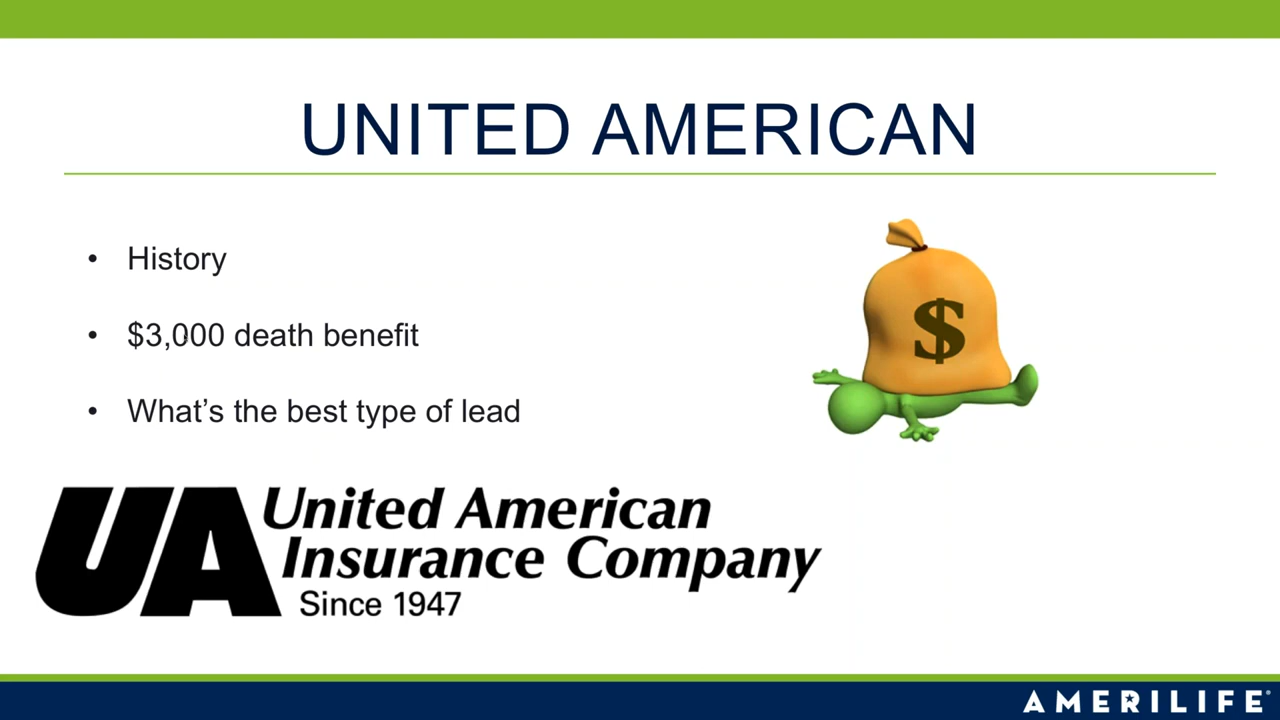 UNITED AMERICAN
• History
• $3,000 death benefit
• What’s the best type of lead
$
UA
United American
Insurance Company
Since 1947
AMERILIFE®